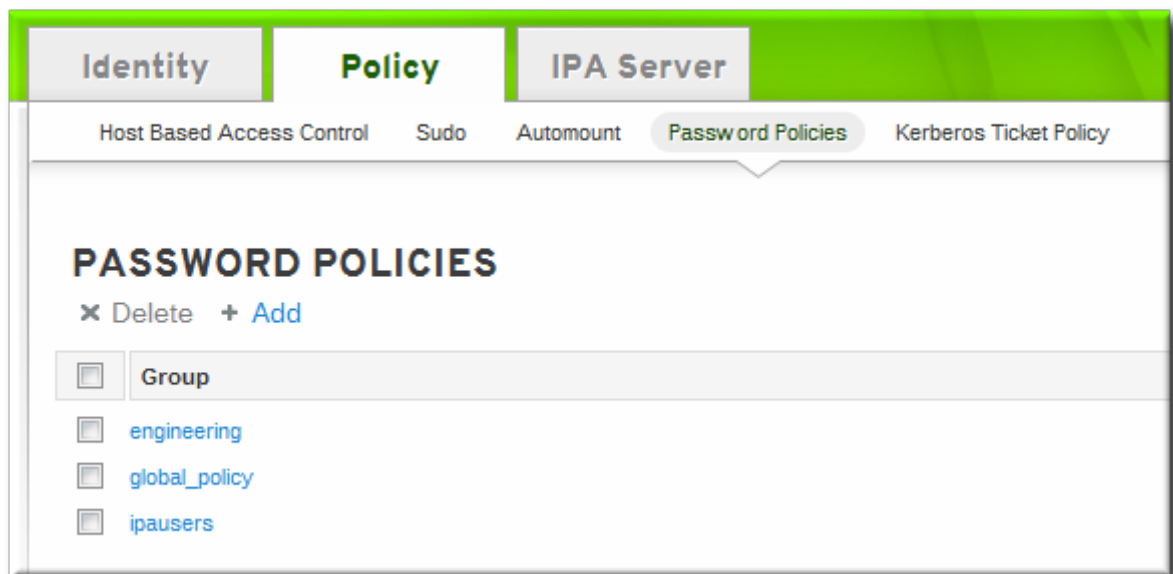 Identity Policy IPA Server
Host Based Access Control Sudo Automount Password Policies Kerberos Ticket Policy
PASSWORD POLICIES
Delete + Add
Group
engineering
global_policy
ipausers